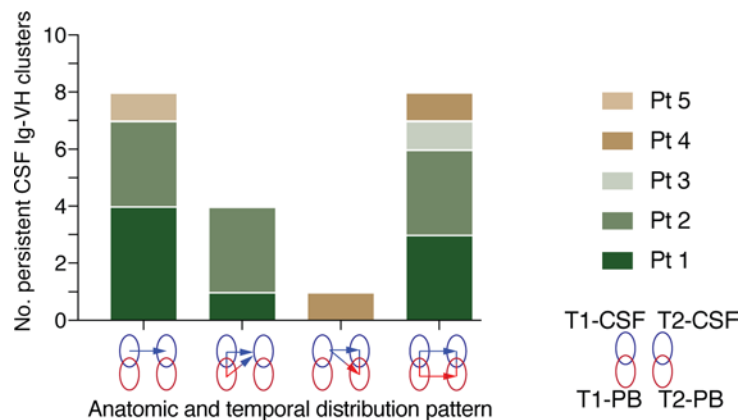 No. persistent CSF Ig-VH clusters
10
8
6
4
2
0
Anatomic and temporal distribution pattern
Pt 5
Pt 4
Pt 3
Pt 2
Pt 1
T1-CSF T2-CSF
T1-PB T2-PB